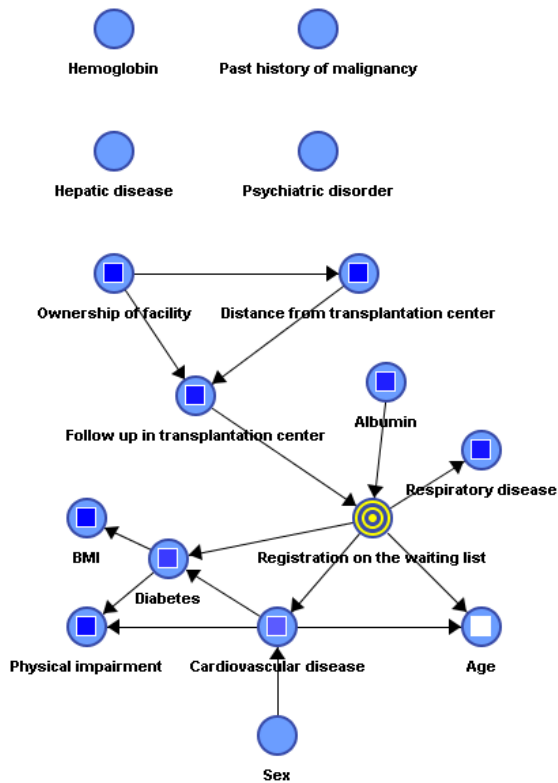 Hemoglobin
Past history of malignancy
Hepatic disease
Psychiatric disorder
Ownership of facility
Distance from transplantation center
Albumin
Follow up in transplantation center
Respiratory disease
BMI
Registration on the waiting list
Diabetes
Physical impairment
Cardiovascular disease
Age
Sex